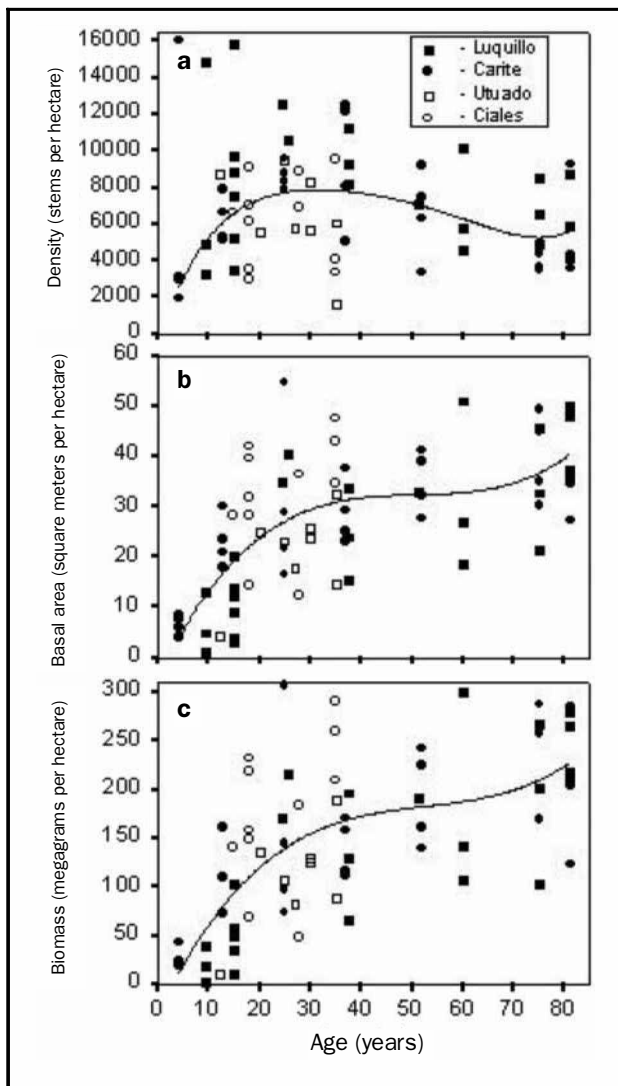 a
Density (stems per hectare)
16000
14000
12000
10000
8000
6000
4000
2000
0
- Luquillo
- Carite
- Utuado
- Ciales
b
Basal area (square meters per hectare)
60
50
40
30
20
10
0
c
Biomass (megagrams per hectare)
300
250
200
150
100
50
0
0 10 20 30 40 50 60 70 80
Age (years)